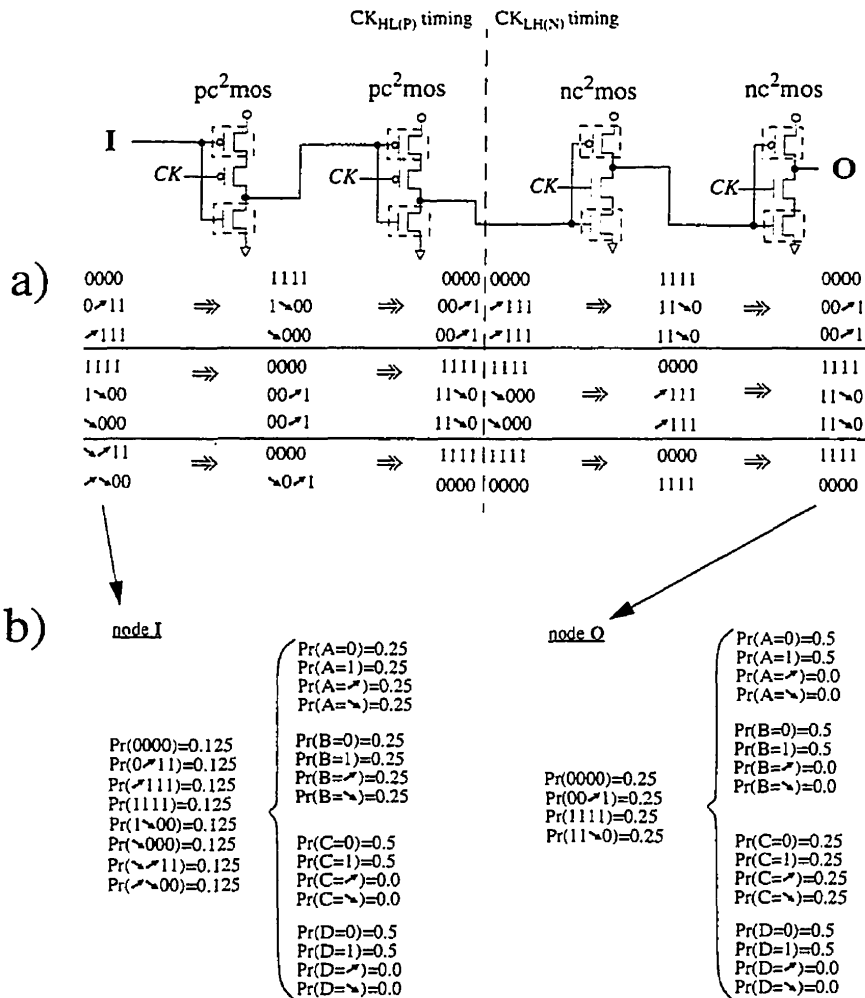 CK_HL(P) timing CK_LH(N) timing
pc²mos pc²mos nc²mos nc²mos
I CK CK CK CK O
a)
0000 1111 0000 0000 1111 0000
0↗11 ⇒ 1↘00 ⇒ 00↗1 ↗111 ⇒ 11↘0 ⇒ 00↗1
↗111 ↘000 00↗1 ↗111 11↘0 00↗1
1111 0000 1111 1111 0000 1111
1↘00 ⇒ 00↗1 ⇒ 11↘0 ↘000 ⇒ ↗111 ⇒ 11↘0
↘000 00↗1 11↘0 ↘000 ↗111 11↘0
↘↗11 ⇒ 0000 ⇒ 1111 1111 ⇒ 0000 ⇒ 1111
↗↘00 ↘0↗1 0000 0000 1111 0000
b)
node I
Pr(0000)=0.125
Pr(0↗11)=0.125
Pr(↗111)=0.125
Pr(1111)=0.125
Pr(1↘00)=0.125
Pr(↘000)=0.125
Pr(↘↗11)=0.125
Pr(↗↘00)=0.125
Pr(A=0)=0.25
Pr(A=1)=0.25
Pr(A=↗)=0.25
Pr(A=↘)=0.25
Pr(B=0)=0.25
Pr(B=1)=0.25
Pr(B=↗)=0.25
Pr(B=↘)=0.25
Pr(C=0)=0.5
Pr(C=1)=0.5
Pr(C=↗)=0.0
Pr(C=↘)=0.0
Pr(D=0)=0.5
Pr(D=1)=0.5
Pr(D=↗)=0.0
Pr(D=↘)=0.0
node O
Pr(0000)=0.25
Pr(00↗1)=0.25
Pr(1111)=0.25
Pr(11↘0)=0.25
Pr(A=0)=0.5
Pr(A=1)=0.5
Pr(A=↗)=0.0
Pr(A=↘)=0.0
Pr(B=0)=0.5
Pr(B=1)=0.5
Pr(B=↗)=0.0
Pr(B=↘)=0.0
Pr(C=0)=0.25
Pr(C=1)=0.25
Pr(C=↗)=0.25
Pr(C=↘)=0.25
Pr(D=0)=0.5
Pr(D=1)=0.5
Pr(D=↗)=0.0
Pr(D=↘)=0.0